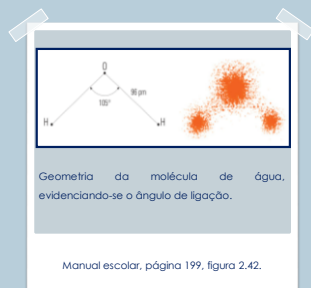 O
96 pm
105°
H
H
Geometria da molécula de água,
evidenciando-se o ângulo de ligação.
Manual escolar, página 199, figura 2.42.